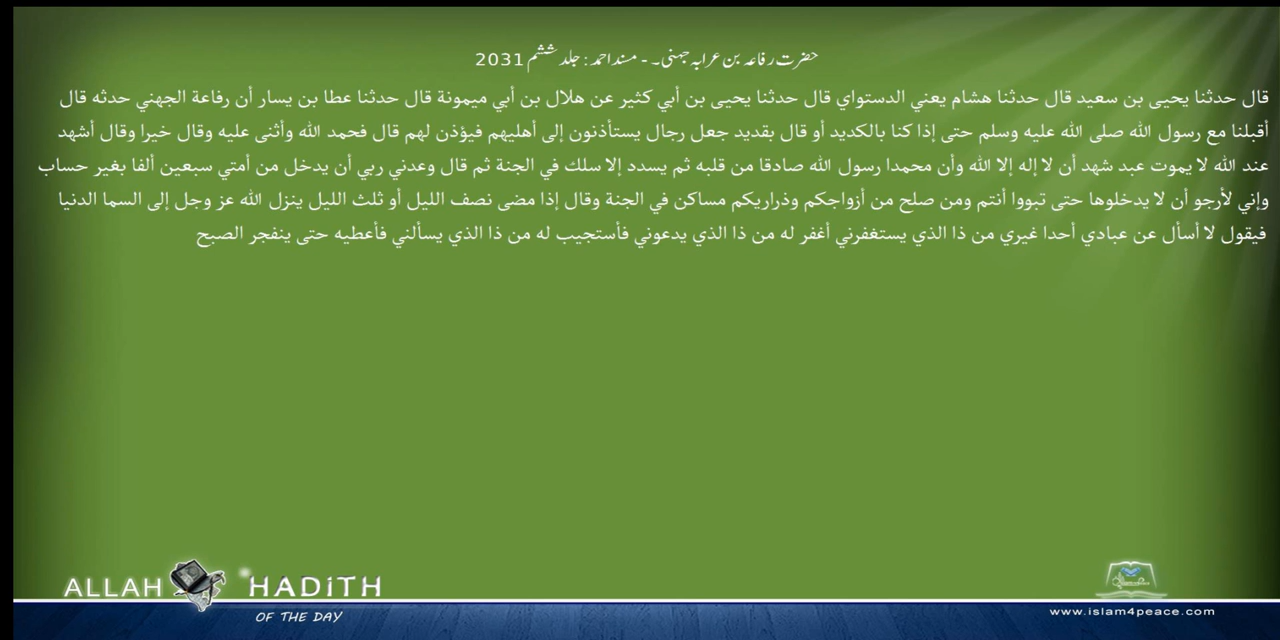 حضرت رفاعہ بن عرابہ جہنی۔ - مسند احمد : جلد ششم 2031
قال حدثنا يحيى بن سعيد قال حدثنا هشام يعني الدستواي قال حدثنا يحيى بن أبي كثير عن هلال بن أبي ميمونة قال حدثنا عطا بن يسار أن رفاعة الجهني حدثه قال
أقبلنا مع رسول الله صلى الله عليه وسلم حتى إذا كنا بالكديد أو قال بقديد جعل رجال يستأذنون إلى أهليهم فيؤذن لهم قال فحمد الله وأثنى عليه وقال خيرا وقال أشهد
عند الله لا يموت عبد شهد أن لا إله إلا الله وأن محمدا رسول الله صادقا من قلبه ثم يسدد إلا سلك في الجنة ثم قال وعدني ربي أن يدخل من أمتي سبعين ألفا بغير حساب
وإني لأرجو أن لا يدخلوها حتى تبووا أنتم ومن صلح من أزواجكم وذراريكم مساكن في الجنة وقال إذا مضى نصف الليل أو ثلث الليل ينزل الله عز وجل إلى السما الدنيا
فيقول لا أسأل عن عبادي أحدا غيري من ذا الذي يستغفرني أغفر له من ذا الذي يدعوني فأستجيب له من ذا الذي يسألني فأعطيه حتى ينفجر الصبح
ALLAH HADITH
OF THE DAY
www.islam4peace.com